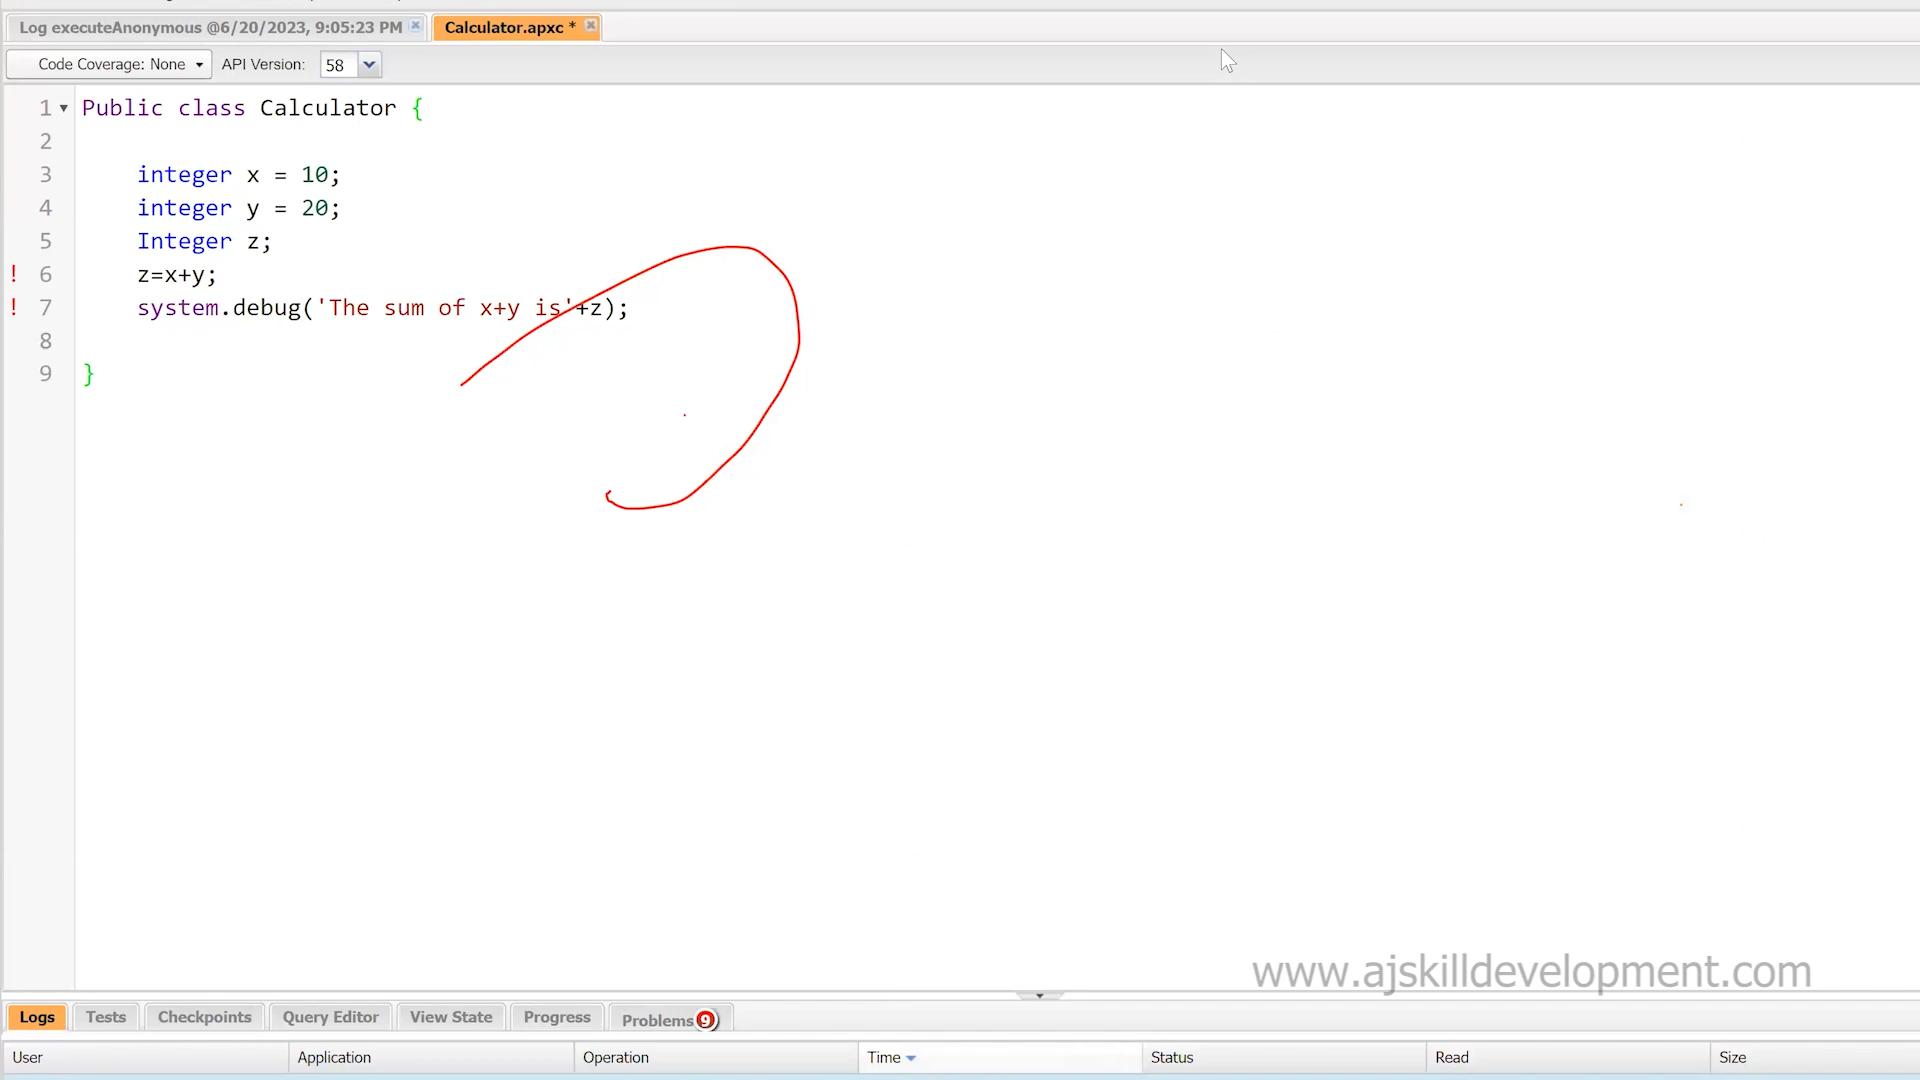 Log executeAnonymous @6/20/2023, 9:05:23 PM Calculator.apxc *
Code Coverage: None API Version: 58
1 Public class Calculator {
2
3 integer x = 10;
4 integer y = 20;
5 Integer z;
! 6 z=x+y;
! 7 system.debug('The sum of x+y is'+z);
8
9 }
www.ajskilldevelopment.com
Logs Tests Checkpoints Query Editor View State Progress Problems 9
User Application Operation Time Status Read Size